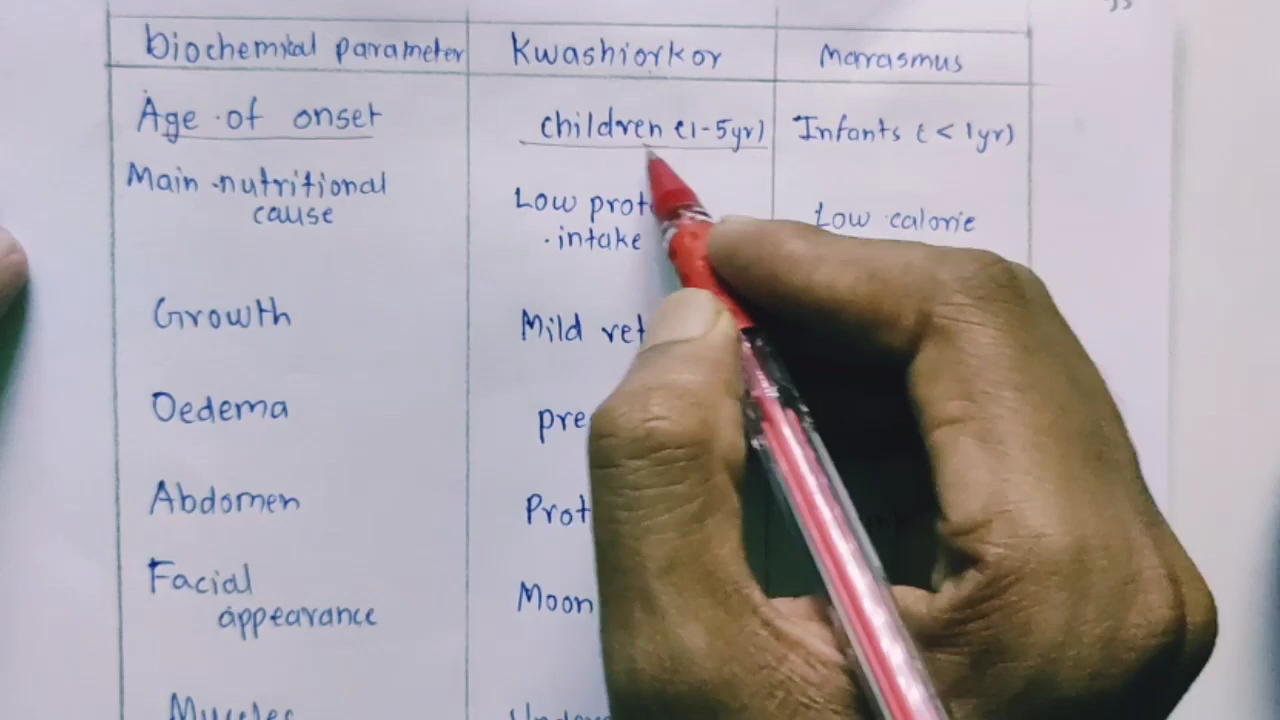 biochemical parameter Kwashiorkor Marasmus
Age of onset children (1-5yr) Infants (< 1yr)
Main nutritional Low prot Low calorie
cause intake
Growth Mild ret
Oedema pre
Abdomen Prot
Facial Moon
appearance
Muscles